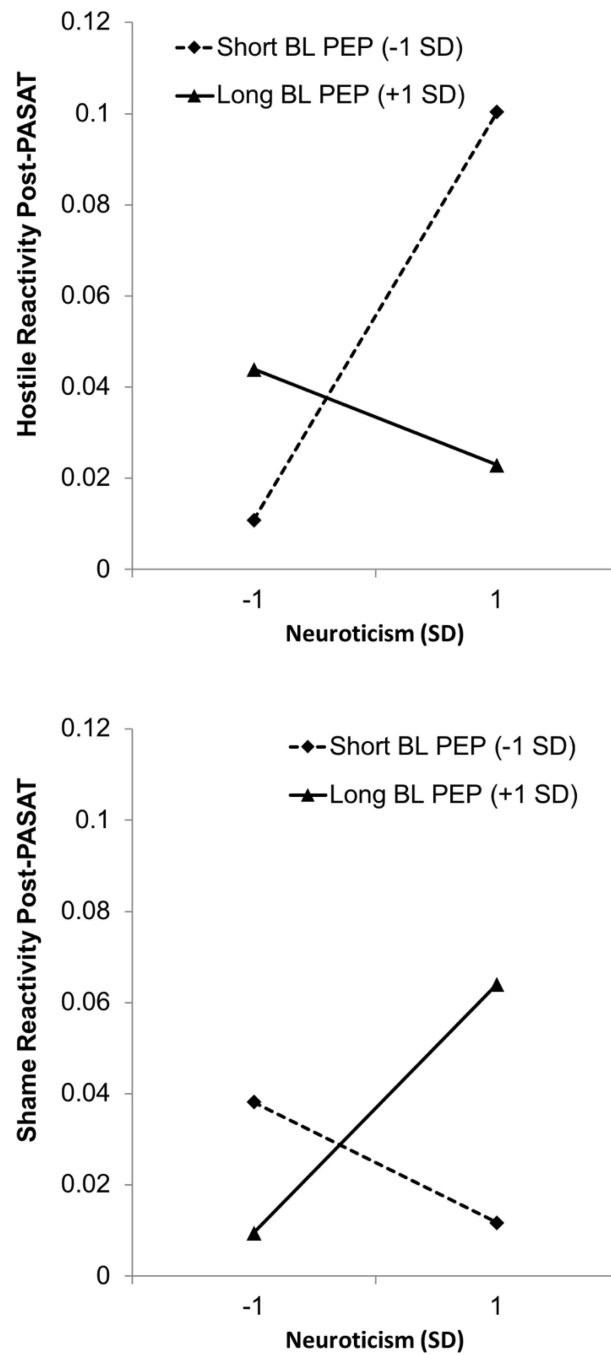 0.12
Short BL PEP (-1 SD)
Long BL PEP (+1 SD)
0.1
0.08
0.06
0.04
0.02
0
Hostile Reactivity Post-PASAT
-1
1
Neuroticism (SD)
0.12
Short BL PEP (-1 SD)
Long BL PEP (+1 SD)
0.1
0.08
0.06
0.04
0.02
0
Shame Reactivity Post-PASAT
-1
1
Neuroticism (SD)